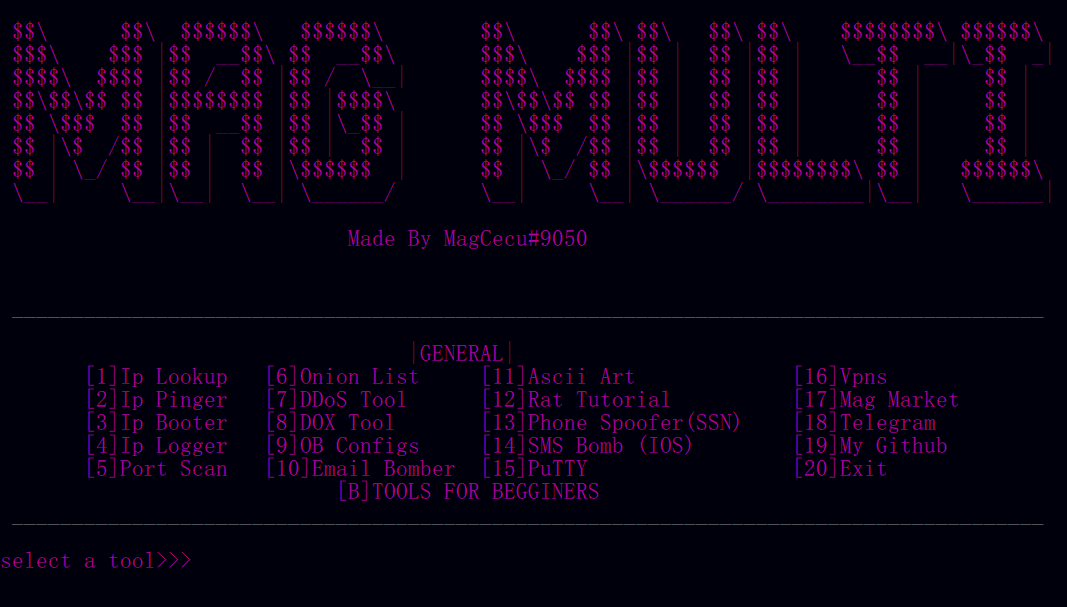 MAG MULTI
Made By MagCecu#9050
|GENERAL|
[1]Ip Lookup [6]Onion List [11]Ascii Art [16]Vpns
[2]Ip Pinger [7]DDoS Tool [12]Rat Tutorial [17]Mag Market
[3]Ip Booter [8]DOX Tool [13]Phone Spoofer(SSN) [18]Telegram
[4]Ip Logger [9]OB Configs [14]SMS Bomb (IOS) [19]My Github
[5]Port Scan [10]Email Bomber [15]PuTTY [20]Exit
[B]TOOLS FOR BEGGINERS
select a tool>>>